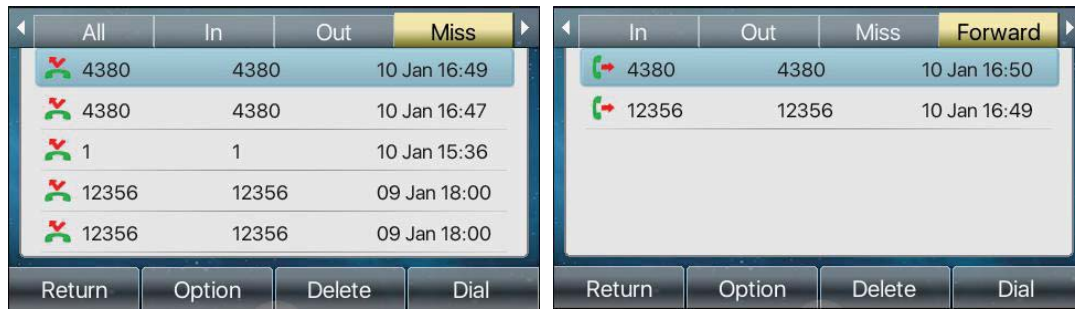 All In Out Miss
4380 4380 10 Jan 16:49
4380 4380 10 Jan 16:47
1 1 10 Jan 15:36
12356 12356 09 Jan 18:00
12356 12356 09 Jan 18:00
Return Option Delete Dial
In Out Miss Forward
4380 4380 10 Jan 16:50
12356 12356 10 Jan 16:49
Return Option Delete Dial